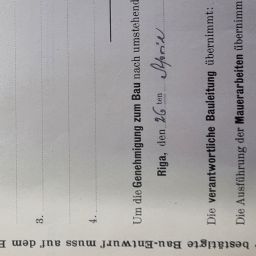 3.
4.
Um die Genehmigung zum Bau nach umstehend
Riga, den 26 ten April
Die verantwortliche Bauleitung übernimmt:
Die Ausführung der Mauerarbeiten übernimm
bestätigte Bau-Entwurf muss auf dem